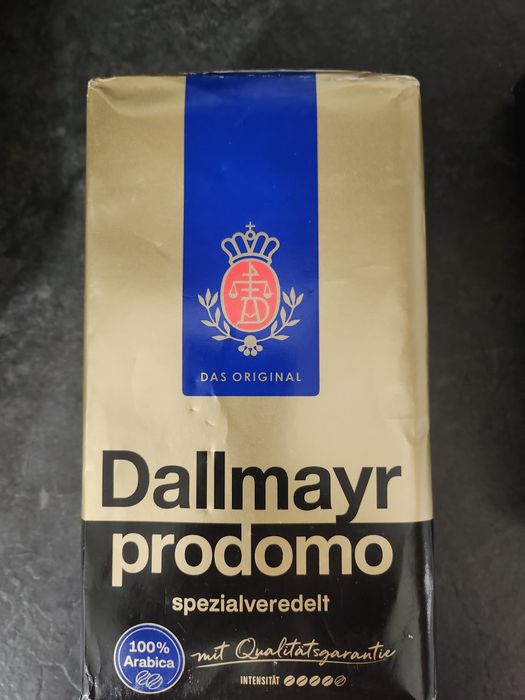 DAS ORIGINAL
Dallmayr
prodomo
spezialveredelt
100%
Arabica
mit Qualitätsgarantie
INTENSITÄT